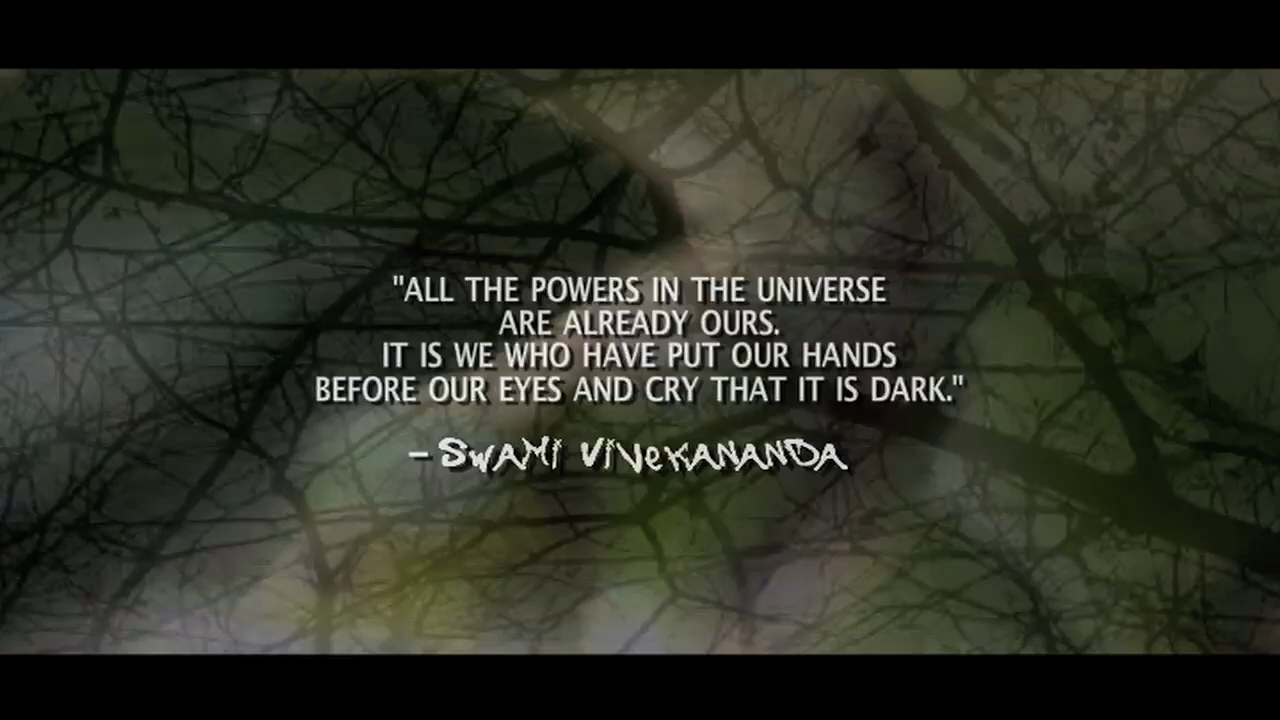 "ALL THE POWERS IN THE UNIVERSE
ARE ALREADY OURS.
IT IS WE WHO HAVE PUT OUR HANDS
BEFORE OUR EYES AND CRY THAT IT IS DARK."
– SWAMi ViVeKANANDA